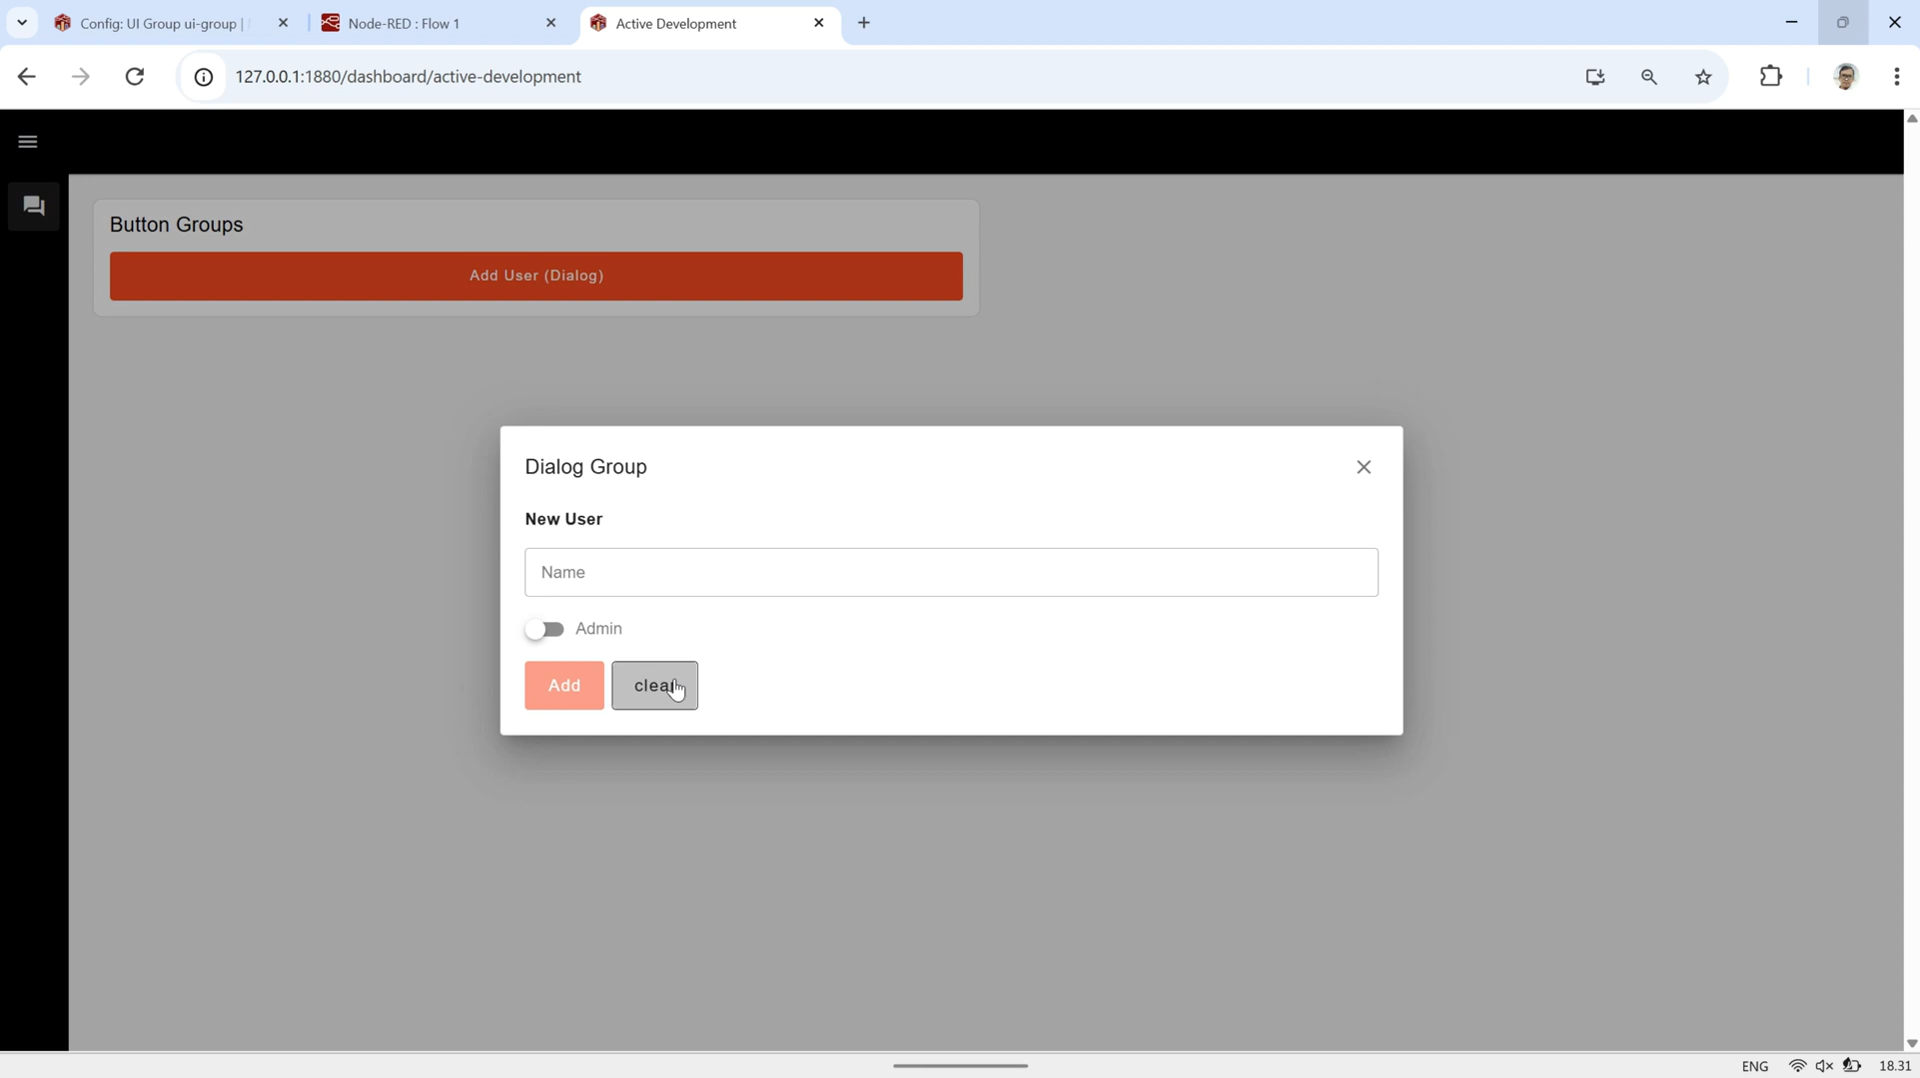 Config: UI Group ui-group |
Node-RED : Flow 1
Active Development
127.0.0.1:1880/dashboard/active-development
Button Groups
Add User (Dialog)
Dialog Group
New User
Name
Admin
Add
clear
ENG
18.31